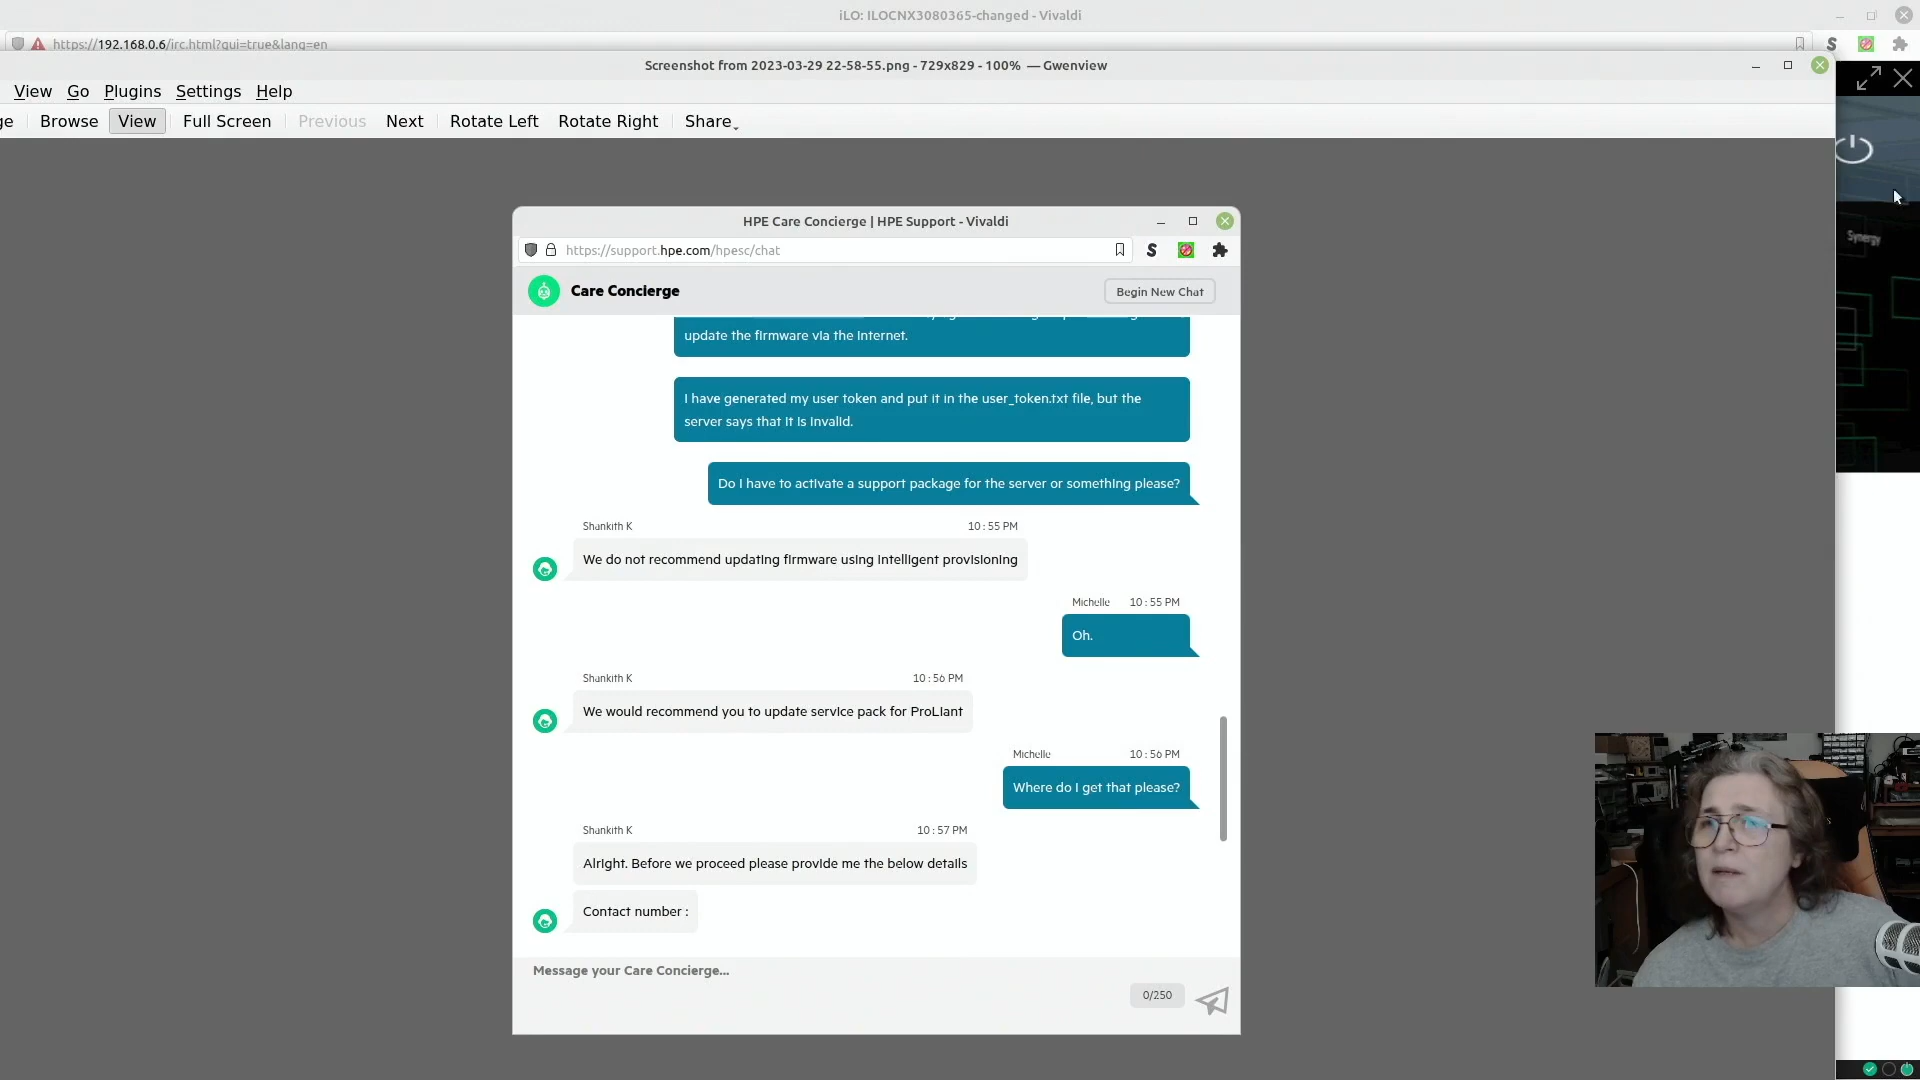 iLO: ILOCNX3080365-changed - Vivaldi
https://192.168.0.6/irc.html?gui=true&lang=en
Screenshot from 2023-03-29 22-58-55.png - 729x829 - 100% — Gwenview
View Go Plugins Settings Help
ge Browse View Full Screen Previous Next Rotate Left Rotate Right Share
Synergy
HPE Care Concierge | HPE Support - Vivaldi
https://support.hpe.com/hpesc/chat
Care Concierge
Begin New Chat
update the firmware via the Internet.
I have generated my user token and put it in the user_token.txt file, but the
server says that it is invalid.
Do I have to activate a support package for the server or something please?
Shankith K 10 : 55 PM
We do not recommend updating firmware using Intelligent provisioning
Michelle 10 : 55 PM
Oh.
Shankith K 10 : 56 PM
We would recommend you to update service pack for ProLiant
Michelle 10 : 56 PM
Where do I get that please?
Shankith K 10 : 57 PM
Alright. Before we proceed please provide me the below details
Contact number :
Message your Care Concierge...
0/250